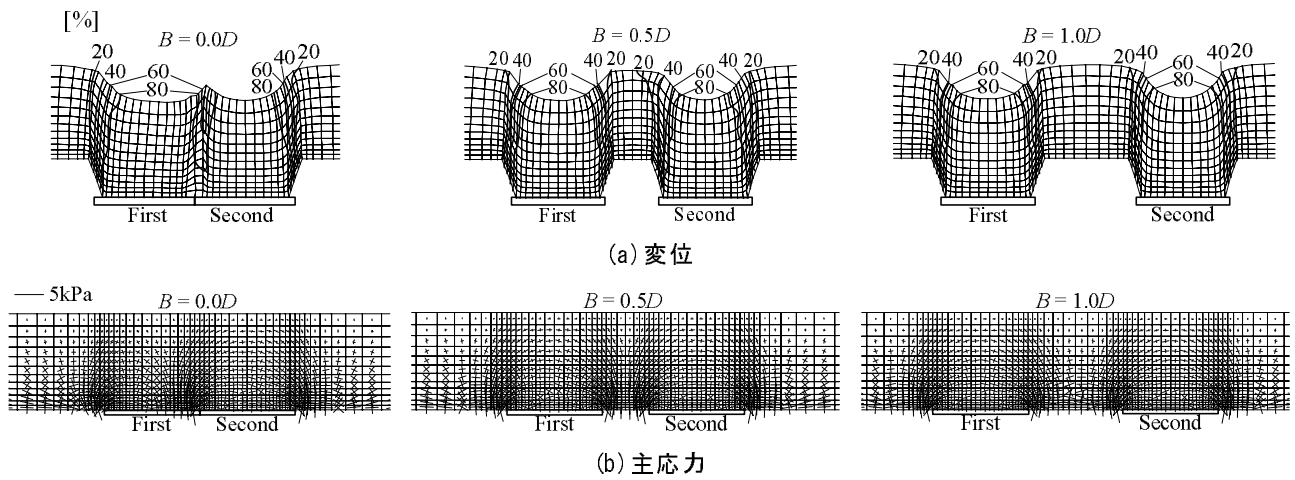 [%]
B = 0.0D
20 40 60 80 60 80 40 20
First Second
B = 0.5D
20 40 60 80 40 20 20 40 60 80 40 20
First Second
B = 1.0D
20 40 60 80 40 20 20 40 60 80 40 20
First Second
(a) 変位
5kPa
B = 0.0D
First Second
B = 0.5D
First Second
B = 1.0D
First Second
(b) 主応力